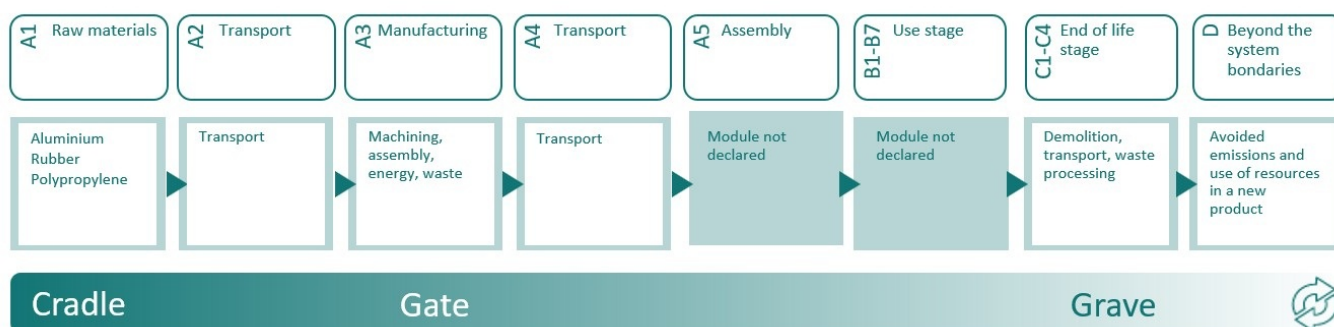 A1 Raw materials
A2 Transport
A3 Manufacturing
A4 Transport
A5 Assembly
B1-B7 Use stage
C1-C4 End of life
stage
D Beyond the
system
bondaries
Aluminium
Rubber
Polypropylene
Transport
Machining,
assembly,
energy, waste
Transport
Module not
declared
Module not
declared
Demolition,
transport, waste
processing
Avoided
emissions and
use of resources
in a new
product
Cradle
Gate
Grave